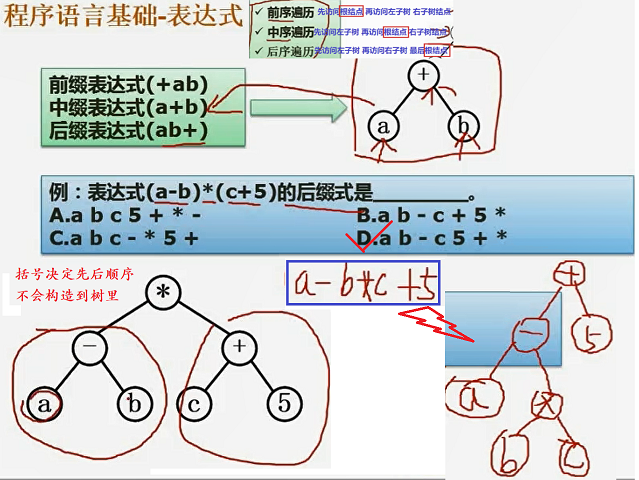 程序语言基础-表达式
✓ 前序遍历 先访问根结点 再访问左子树 右子树结点
✓ 中序遍历 先访问左子树 再访问根结点 右子树结点
✓ 后序遍历 先访问左子树 再访问右子树 最后根结点
前缀表达式(+ab)
中缀表达式(a+b)
后缀表达式(ab+)
+
a b
例：表达式(a-b)*(c+5)的后缀式是________。
A.a b c 5 + * - B.a b - c + 5 *
C.a b c - * 5 + D.a b - c 5 + *
括号决定先后顺序
不会构造到树里
a-b*c+5
*
- +
a b c 5
+
- 5
a *
b c